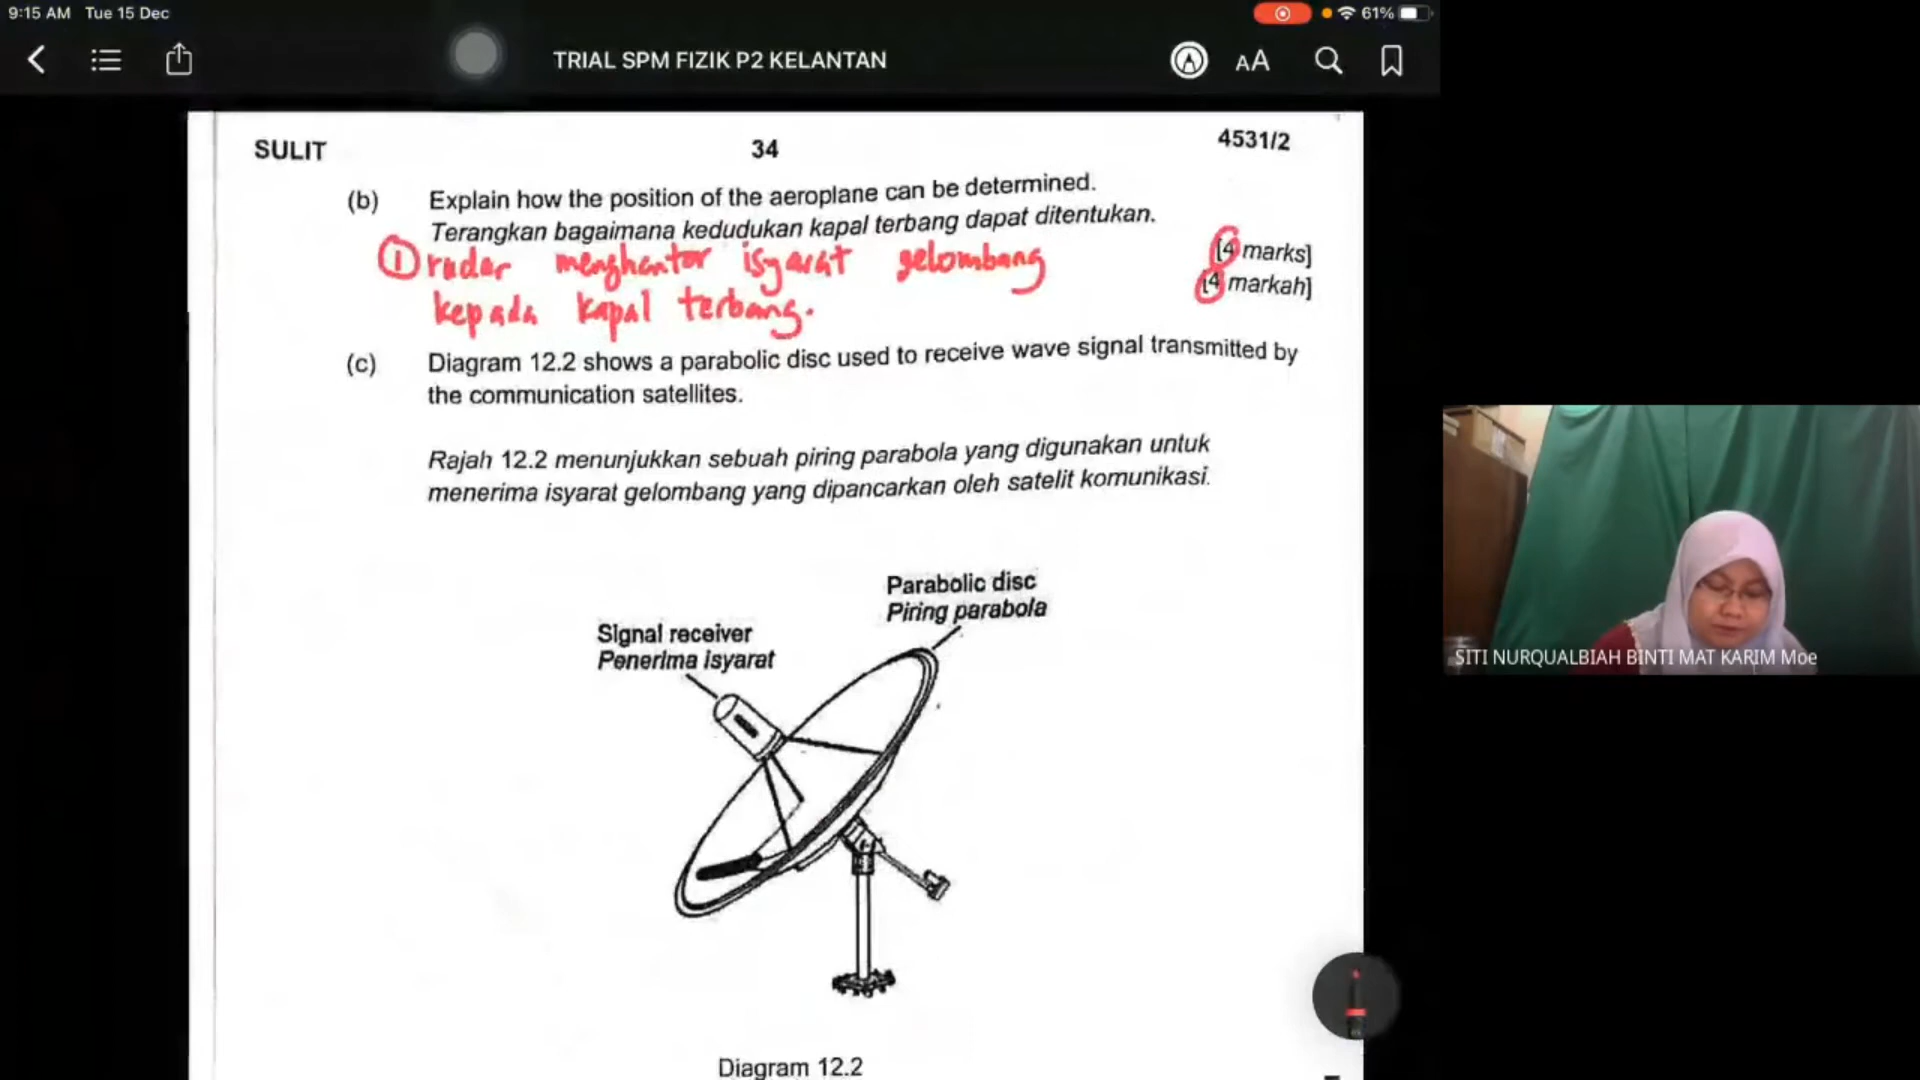 9:15 AM Tue 15 Dec
61%
TRIAL SPM FIZIK P2 KELANTAN
AA
SULIT
34
4531/2
(b) Explain how the position of the aeroplane can be determined.
Terangkan bagaimana kedudukan kapal terbang dapat ditentukan.
[4 marks]
[4 markah]
① radar menghantar isyarat gelombang
kepada kapal terbang.
(c) Diagram 12.2 shows a parabolic disc used to receive wave signal transmitted by
the communication satellites.
Rajah 12.2 menunjukkan sebuah piring parabola yang digunakan untuk
menerima isyarat gelombang yang dipancarkan oleh satelit komunikasi.
Parabolic disc
Piring parabola
Signal receiver
Penerima isyarat
Diagram 12.2
SITI NURQUALBIAH BINTI MAT KARIM Moe